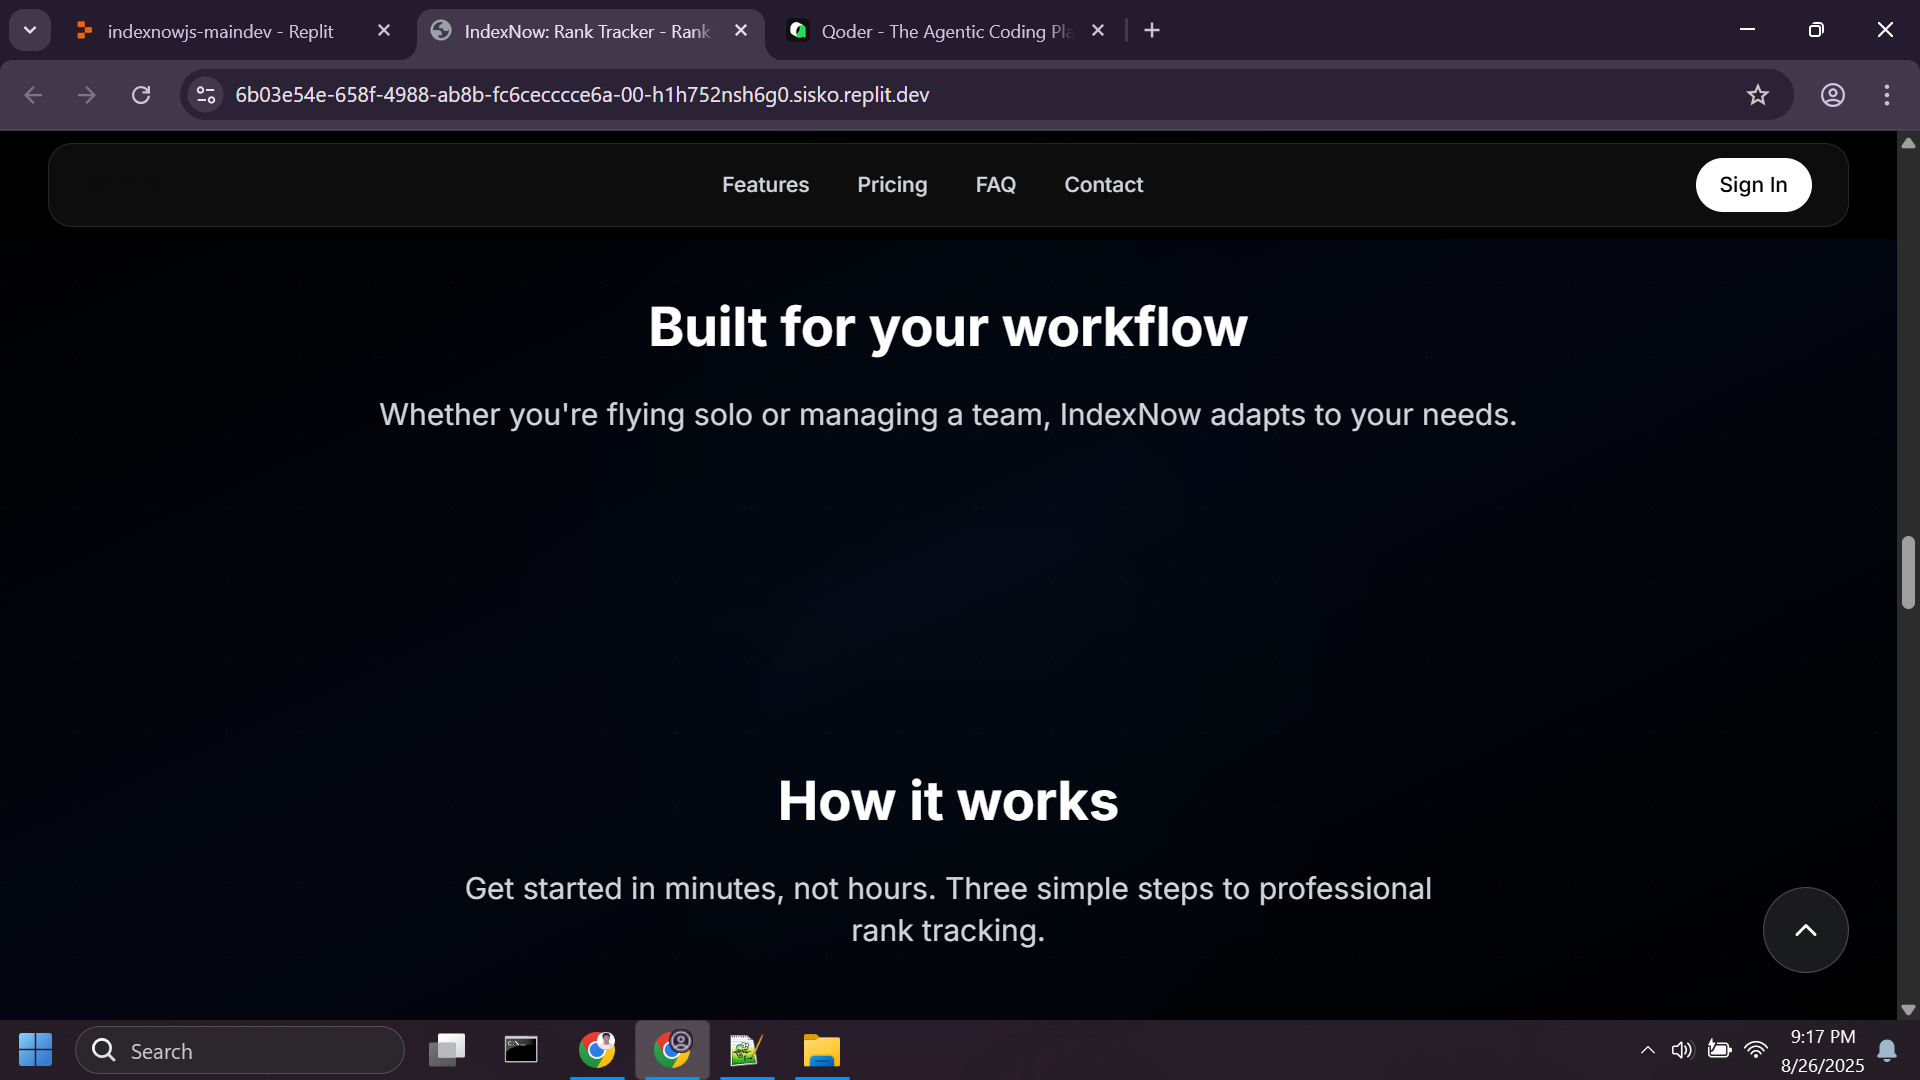 indexnowjs-maindev - Replit
IndexNow: Rank Tracker - Rank
Qoder - The Agentic Coding Pla
6b03e54e-658f-4988-ab8b-fc6cecccce6a-00-h1h752nsh6g0.sisko.replit.dev
Features
Pricing
FAQ
Contact
Sign In
Built for your workflow
Whether you're flying solo or managing a team, IndexNow adapts to your needs.
How it works
Get started in minutes, not hours. Three simple steps to professional
rank tracking.
Search
9:17 PM
8/26/2025